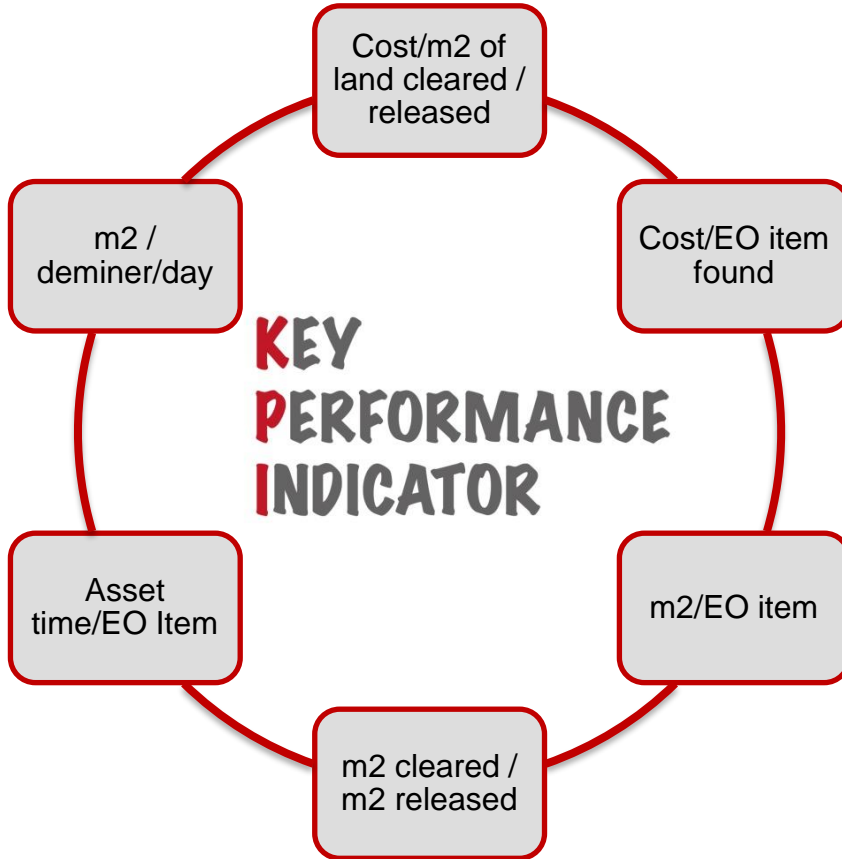 Cost/m2 of
land cleared /
released
m2 /
deminer/day
Cost/EO item
found
KEY
PERFORMANCE
INDICATOR
Asset
time/EO Item
m2/EO item
m2 cleared /
m2 released